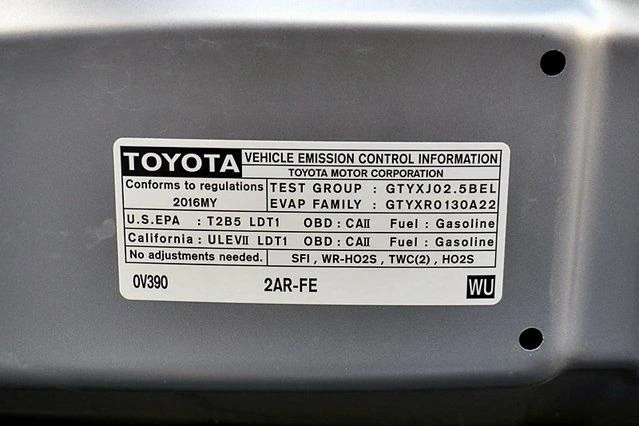 TOYOTA VEHICLE EMISSION CONTROL INFORMATION
TOYOTA MOTOR CORPORATION
Conforms to regulations TEST GROUP : GTYXJ02.5BEL
2016MY EVAP FAMILY : GTYXR0130A22
U.S.EPA : T2B5 LDT1 OBD : CAII Fuel : Gasoline
California : ULEVII LDT1 OBD : CAII Fuel : Gasoline
No adjustments needed. SFI , WR-HO2S , TWC(2) , HO2S
0V390 2AR-FE WU